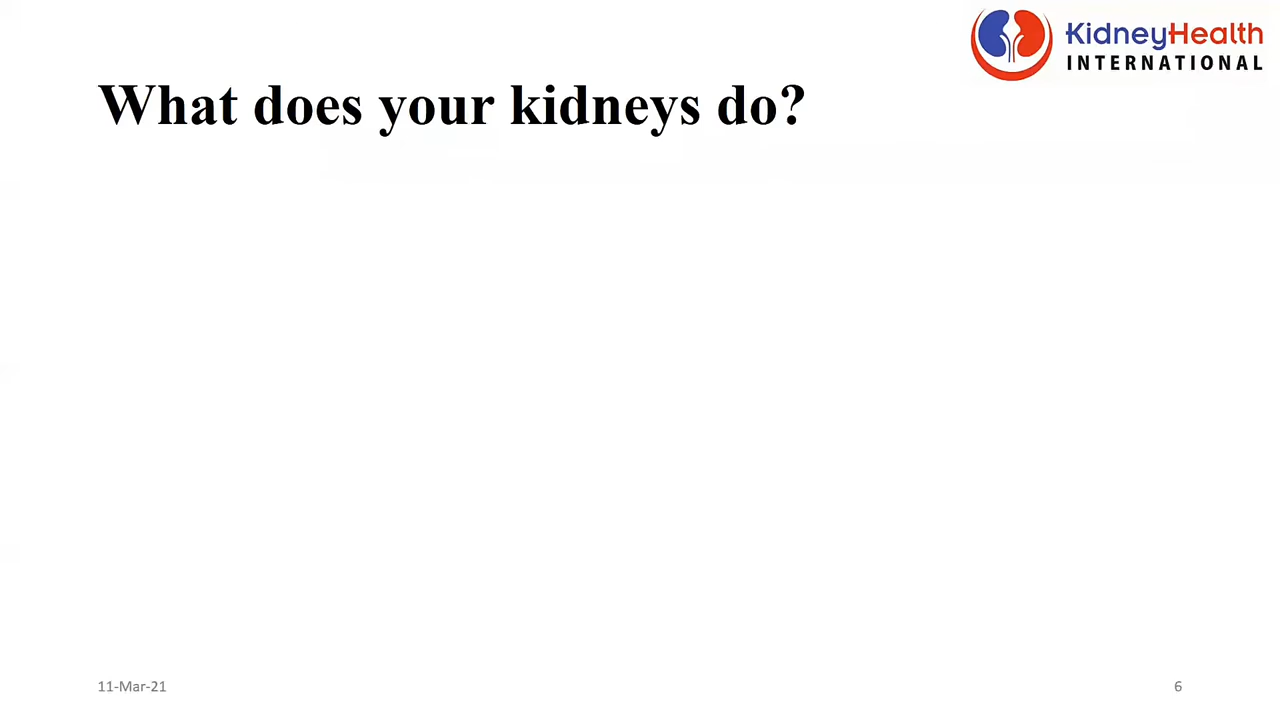 KidneyHealth
INTERNATIONAL
What does your kidneys do?
11-Mar-21
6